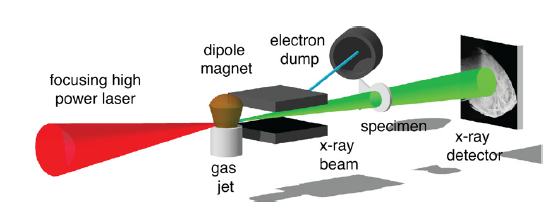 focusing high
power laser
dipole
magnet
electron
dump
gas
jet
x-ray
beam
specimen
x-ray
detector